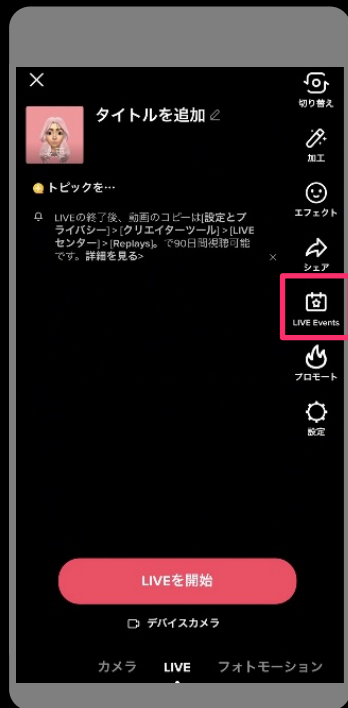 切り替え
タイトルを追加
加工
トピックを…
エフェクト
LIVEの終了後、動画のコピーは[設定とプ
ライバシー]>[クリエイターツール]>[LIVE
センター]>[Replays]。で90日間視聴可能
です。詳細を見る>
シェア
LIVE Events
プロモート
設定
LIVEを開始
デバイスカメラ
カメラ LIVE フォトモーション